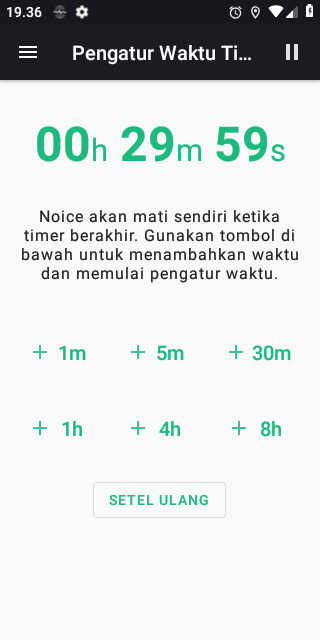 19.36
Pengatur Waktu Ti...
00h 29m 59s
Noice akan mati sendiri ketika
timer berakhir. Gunakan tombol di
bawah untuk menambahkan waktu
dan memulai pengatur waktu.
+ 1m + 5m + 30m
+ 1h + 4h + 8h
SETEL ULANG